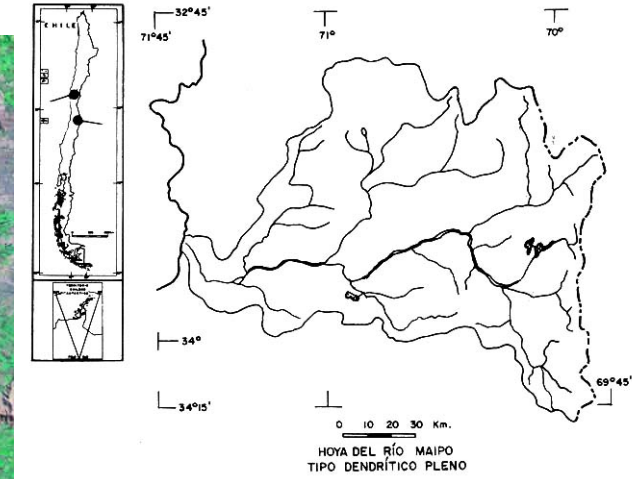 CHILE
32°45'
71°45'
71°
70°
34°
34°15'
69°45'
0 10 20 30 Km.
HOYA DEL RÍO MAIPO
TIPO DENDRÍTICO PLENO